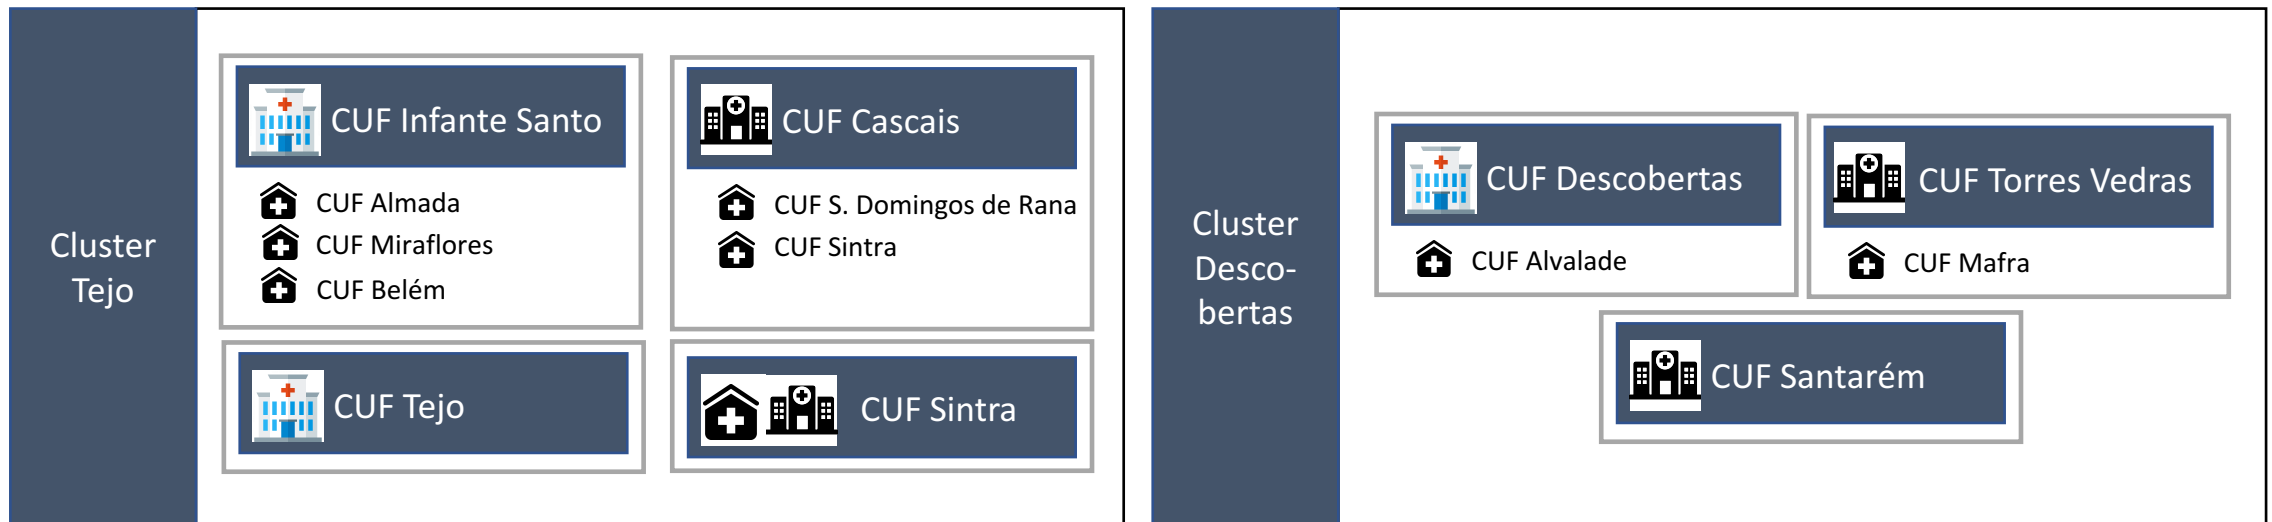 Cluster
Tejo
CUF Infante Santo
CUF Almada
CUF Miraflores
CUF Belém
CUF Cascais
CUF S. Domingos de Rana
CUF Sintra
CUF Tejo
CUF Sintra
Cluster
Desco-
bertas
CUF Descobertas
CUF Alvalade
CUF Torres Vedras
CUF Mafra
CUF Santarém